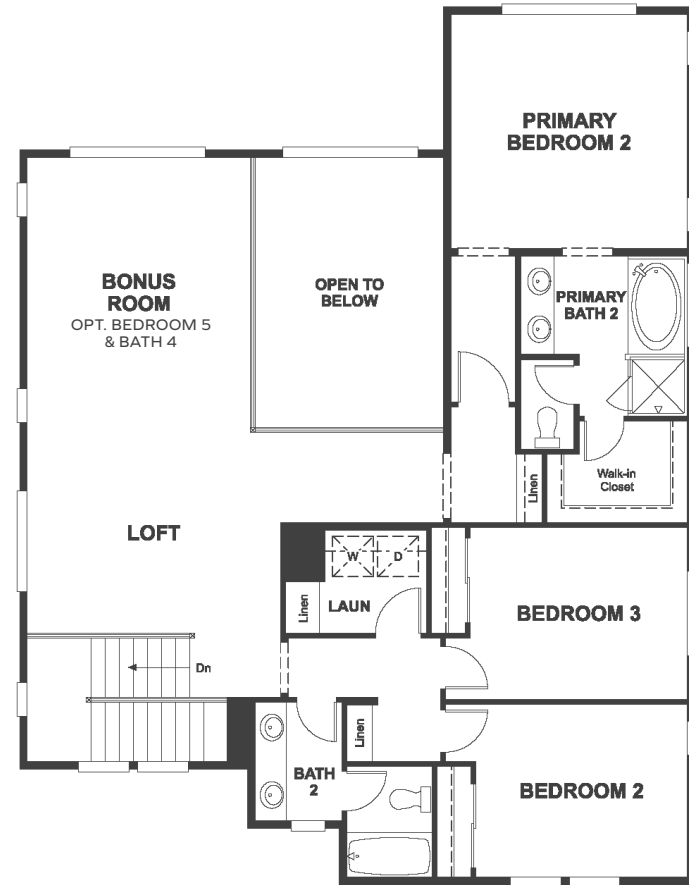 PRIMARY
BEDROOM 2
BONUS
ROOM
OPT. BEDROOM 5
& BATH 4
OPEN TO
BELOW
PRIMARY
BATH 2
Walk-in
Closet
Linen
LOFT
W
D
Linen
LAUN
BEDROOM 3
Dn
Linen
BATH
2
BEDROOM 2